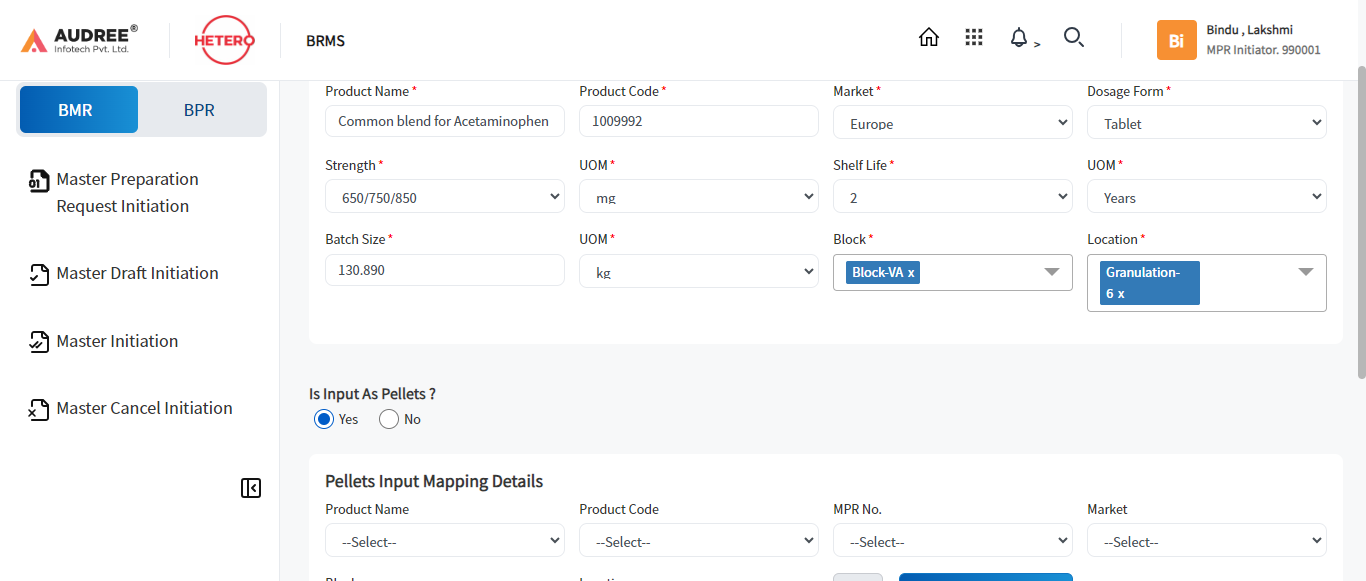 AUDREE®
Infotech Pvt. Ltd.
HETERO
BRMS
>
Bi
Bindu , Lakshmi
MPR Initiator. 990001
BMR
BPR
01 Master Preparation
Request Initiation
Master Draft Initiation
Master Initiation
Master Cancel Initiation
Product Name * Product Code * Market * Dosage Form *
Common blend for Acetaminophen 1009992 Europe Tablet
Strength * UOM * Shelf Life * UOM *
650/750/850 mg 2 Years
Batch Size * UOM * Block * Location *
130.890 kg Block-VA x Granulation-
6 x
Is Input As Pellets ?
Yes No
Pellets Input Mapping Details
Product Name Product Code MPR No. Market
--Select-- --Select-- --Select-- --Select--